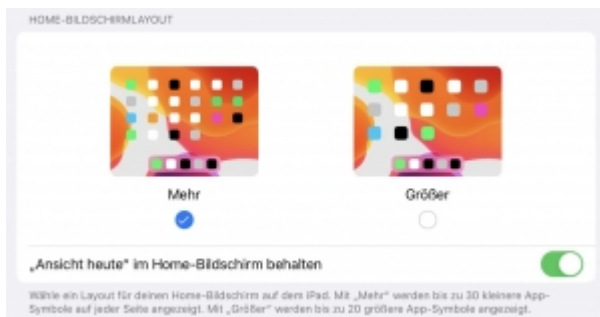 HOME-BILDSCHIRMLAYOUT
Mehr
Größer
„Ansicht heute" im Home-Bildschirm behalten
Wähle ein Layout für deinen Home-Bildschirm auf dem iPad. Mit „Mehr" werden bis zu 30 kleinere App-
Symbole auf jeder Seite angezeigt. Mit „Größer" werden bis zu 20 größere App-Symbole angezeigt.